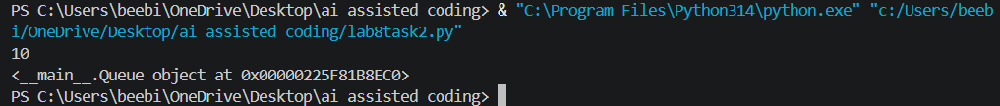 PS C:\Users\beebi\OneDrive\Desktop\ai assisted coding> & "C:\Program Files\Python314\python.exe" "c:/Users/beeb
i/OneDrive/Desktop/ai assisted coding/lab8task2.py"
10
<__main__.Queue object at 0x00000225F81B8EC0>
PS C:\Users\beebi\OneDrive\Desktop\ai assisted coding>